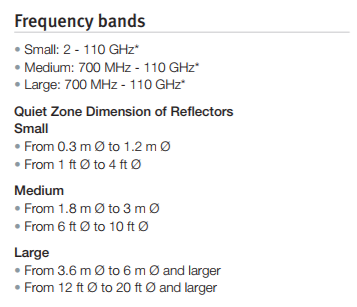 Frequency bands
• Small: 2 - 110 GHz*
• Medium: 700 MHz - 110 GHz*
• Large: 700 MHz - 110 GHz*
Quiet Zone Dimension of Reflectors
Small
• From 0.3 m Ø to 1.2 m Ø
• From 1 ft Ø to 4 ft Ø
Medium
• From 1.8 m Ø to 3 m Ø
• From 6 ft Ø to 10 ft Ø
Large
• From 3.6 m Ø to 6 m Ø and larger
• From 12 ft Ø to 20 ft Ø and larger